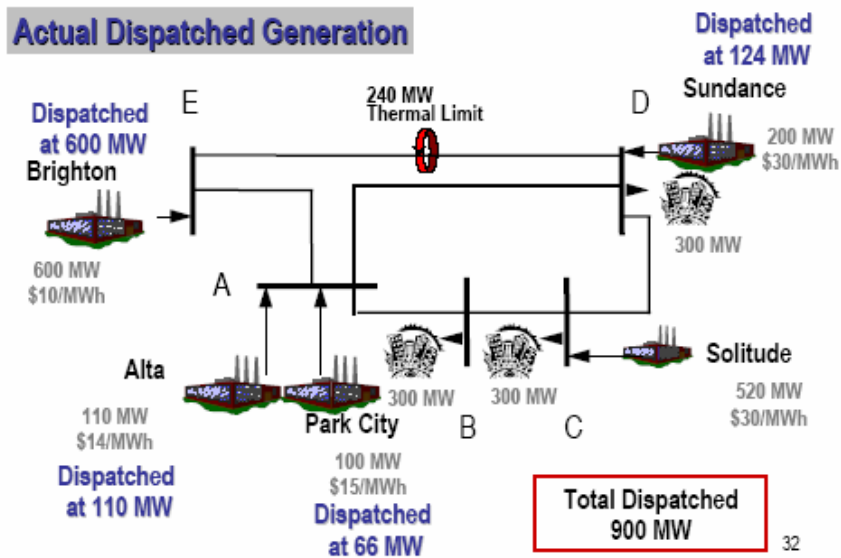 Actual Dispatched Generation
Dispatched
at 124 MW
Sundance
200 MW
$30/MWh
D
300 MW
240 MW
Thermal Limit
E
Dispatched
at 600 MW
Brighton
600 MW
$10/MWh
A
Alta
110 MW
$14/MWh
Dispatched
at 110 MW
Park City
100 MW
$15/MWh
Dispatched
at 66 MW
300 MW
B
300 MW
C
Solitude
520 MW
$30/MWh
Total Dispatched
900 MW
32